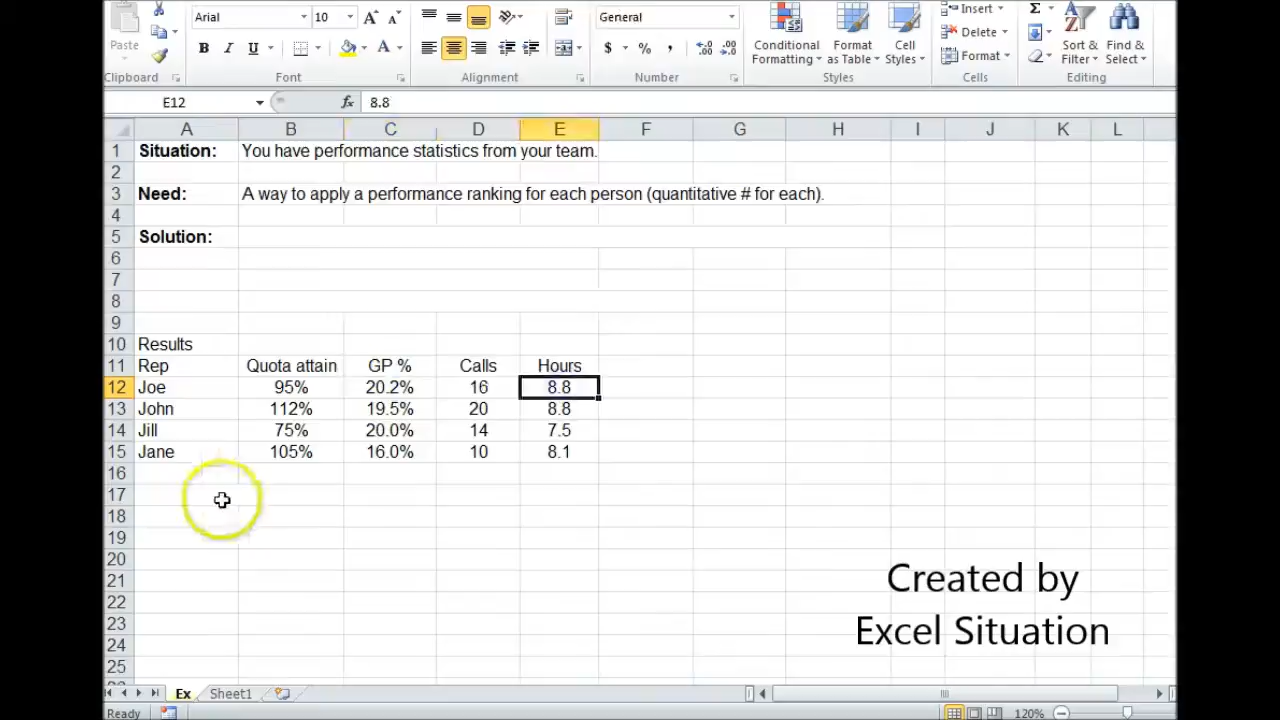 Arial 10 General Insert Σ
Paste B I U $ % , Conditional Format Cell Delete Sort & Find &
Formatting as Table Styles Format Filter Select
Clipboard Font Alignment Number Styles Cells Editing
E12 fx 8.8
A B C D E F G H I J K L
1 Situation: You have performance statistics from your team.
2
3 Need: A way to apply a performance ranking for each person (quantitative # for each).
4
5 Solution:
6
7
8
9
10 Results
11 Rep Quota attain GP % Calls Hours
12 Joe 95% 20.2% 16 8.8
13 John 112% 19.5% 20 8.8
14 Jill 75% 20.0% 14 7.5
15 Jane 105% 16.0% 10 8.1
16
17
18
19
20
21
22
23
24
25
Created by
Excel Situation
Ex Sheet1
Ready 120%